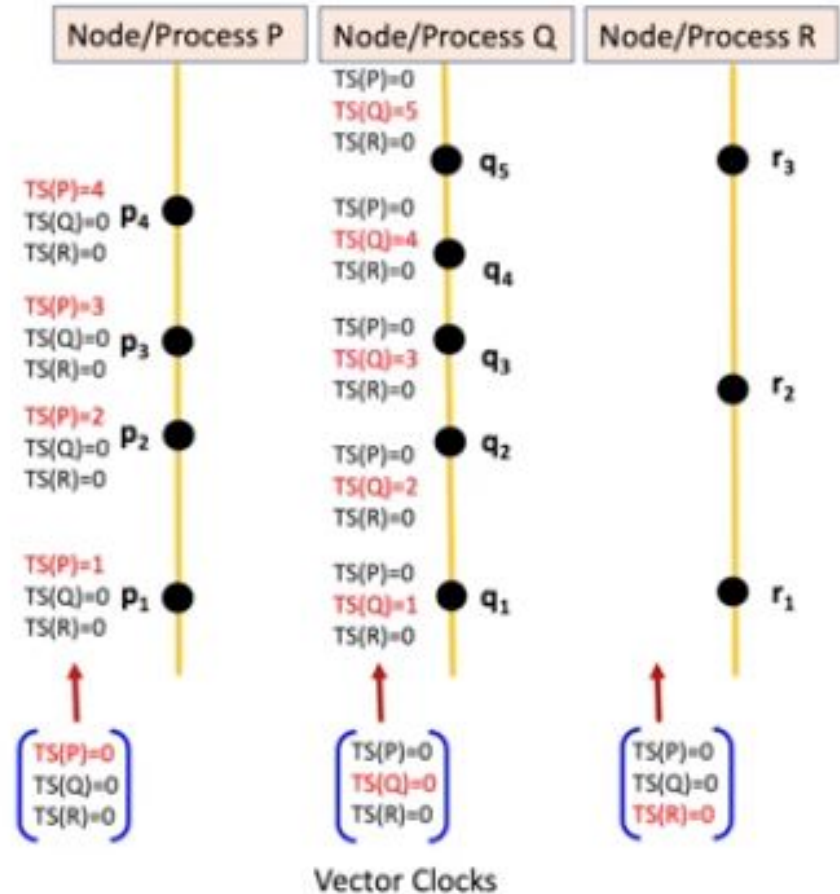 Node/Process P
Node/Process Q
Node/Process R
TS(P)=0
TS(Q)=5
TS(R)=0
q5
r3
TS(P)=4
TS(Q)=0
TS(R)=0
p4
TS(P)=0
TS(Q)=4
TS(R)=0
q4
TS(P)=3
TS(Q)=0
TS(R)=0
p3
TS(P)=0
TS(Q)=3
TS(R)=0
q3
r2
TS(P)=2
TS(Q)=0
TS(R)=0
p2
TS(P)=0
TS(Q)=2
TS(R)=0
q2
TS(P)=1
TS(Q)=0
TS(R)=0
p1
TS(P)=0
TS(Q)=1
TS(R)=0
q1
r1
TS(P)=0
TS(Q)=0
TS(R)=0
TS(P)=0
TS(Q)=0
TS(R)=0
TS(P)=0
TS(Q)=0
TS(R)=0
Vector Clocks